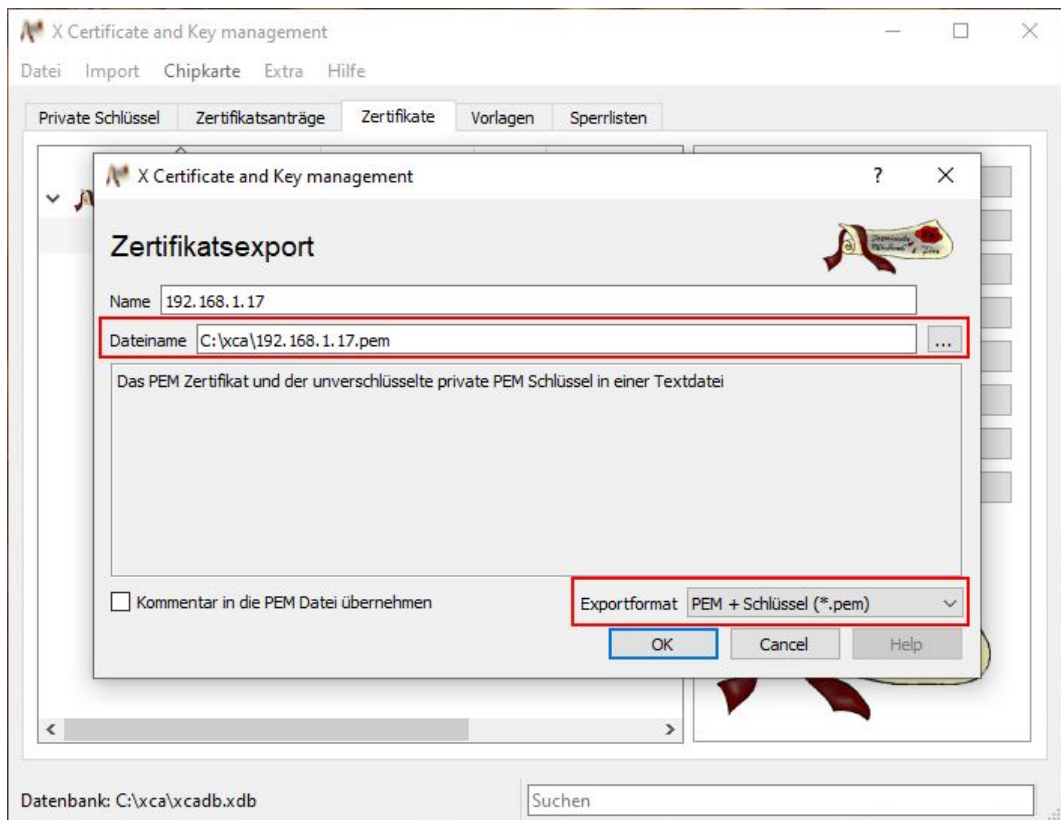 X Certificate and Key management
Datei Import Chipkarte Extra Hilfe
Private Schlüssel Zertifikatsanträge Zertifikate Vorlagen Sperrlisten
X Certificate and Key management
Zertifikatsexport
Name 192.168.1.17
Dateiname C:\xca\192.168.1.17.pem ...
Das PEM Zertifikat und der unverschlüsselte private PEM Schlüssel in einer Textdatei
Kommentar in die PEM Datei übernehmen
Exportformat PEM + Schlüssel (*.pem)
OK Cancel Help
Datenbank: C:\xca\xcadb.xdb Suchen